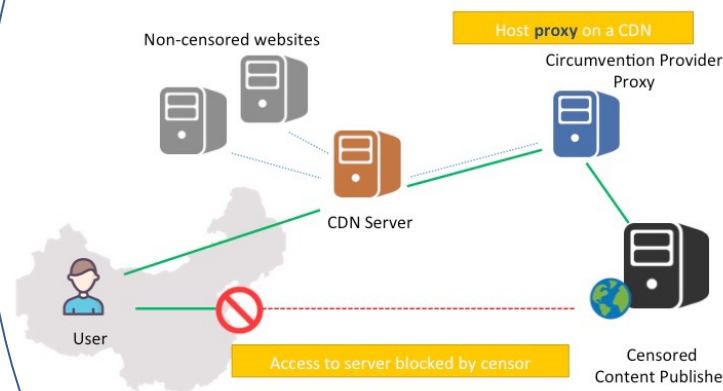 Host proxy on a CDN
Non-censored websites
Circumvention Provider
Proxy
CDN Server
User
Access to server blocked by censor
Censored
Content Publishe